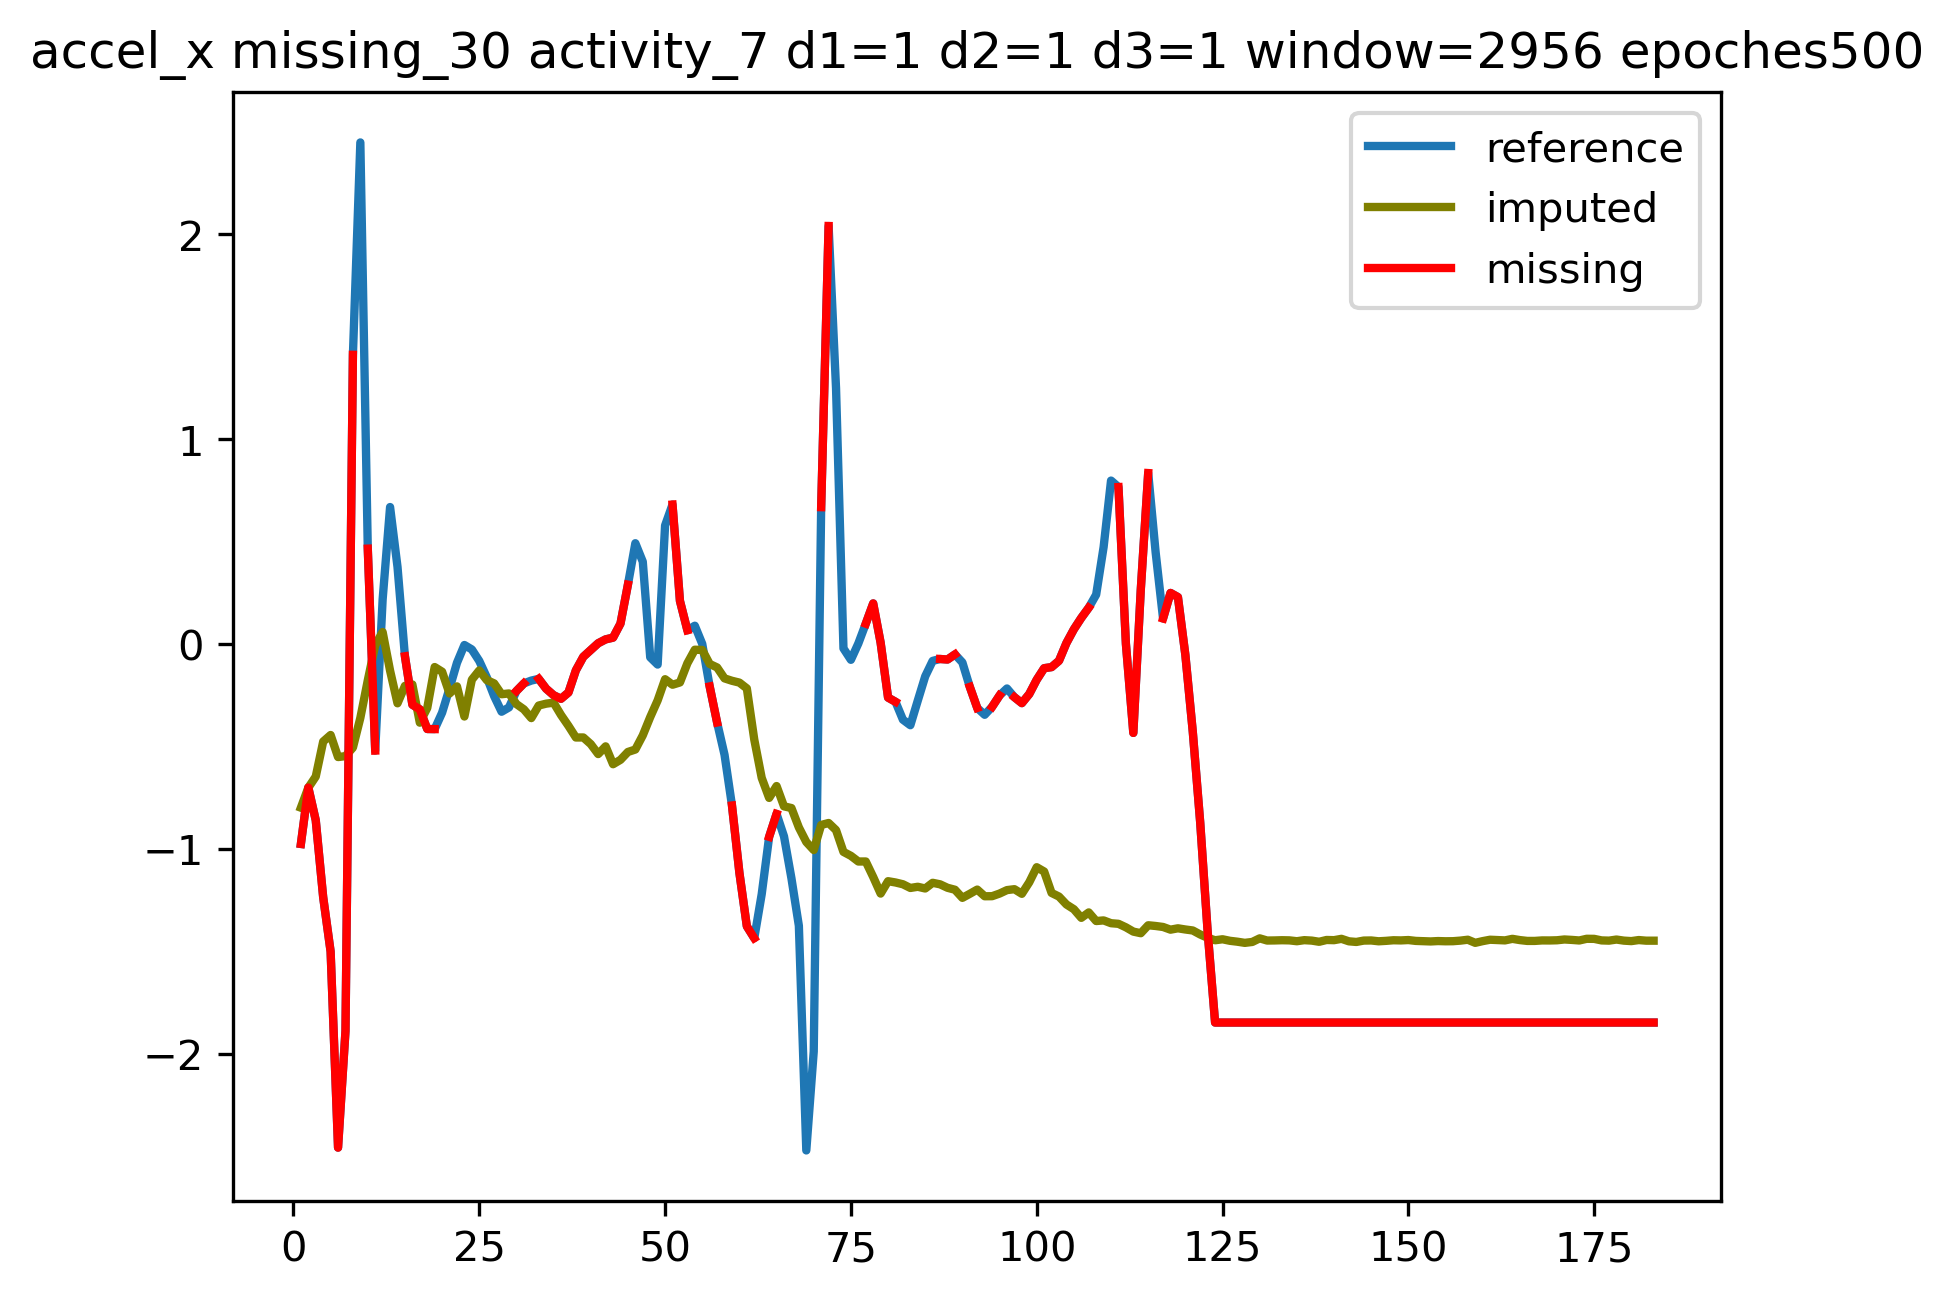 accel_x missing_30 activity_7 d1=1 d2=1 d3=1 window=2956 epoches500
reference
imputed
missing
2
1
0
−1
−2
0 25 50 75 100 125 150 175